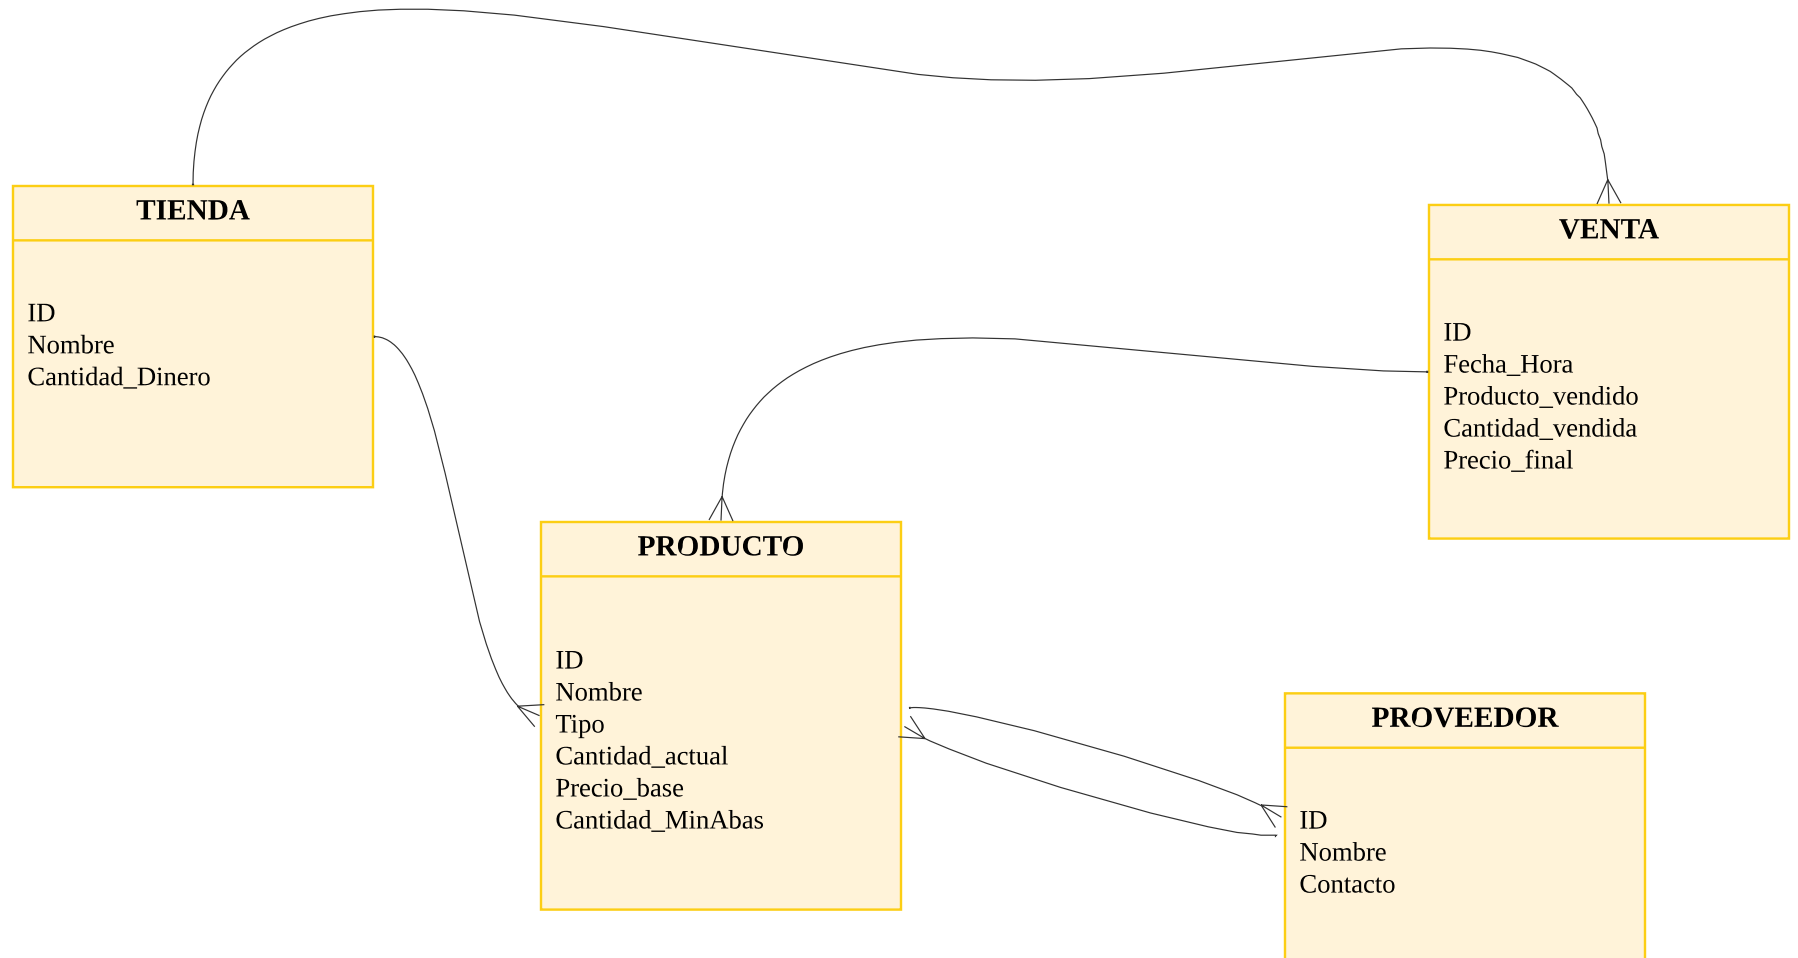 TIENDA
ID
Nombre
Cantidad_Dinero
VENTA
ID
Fecha_Hora
Producto_vendido
Cantidad_vendida
Precio_final
PRODUCTO
ID
Nombre
Tipo
Cantidad_actual
Precio_base
Cantidad_MinAbas
PROVEEDOR
ID
Nombre
Contacto